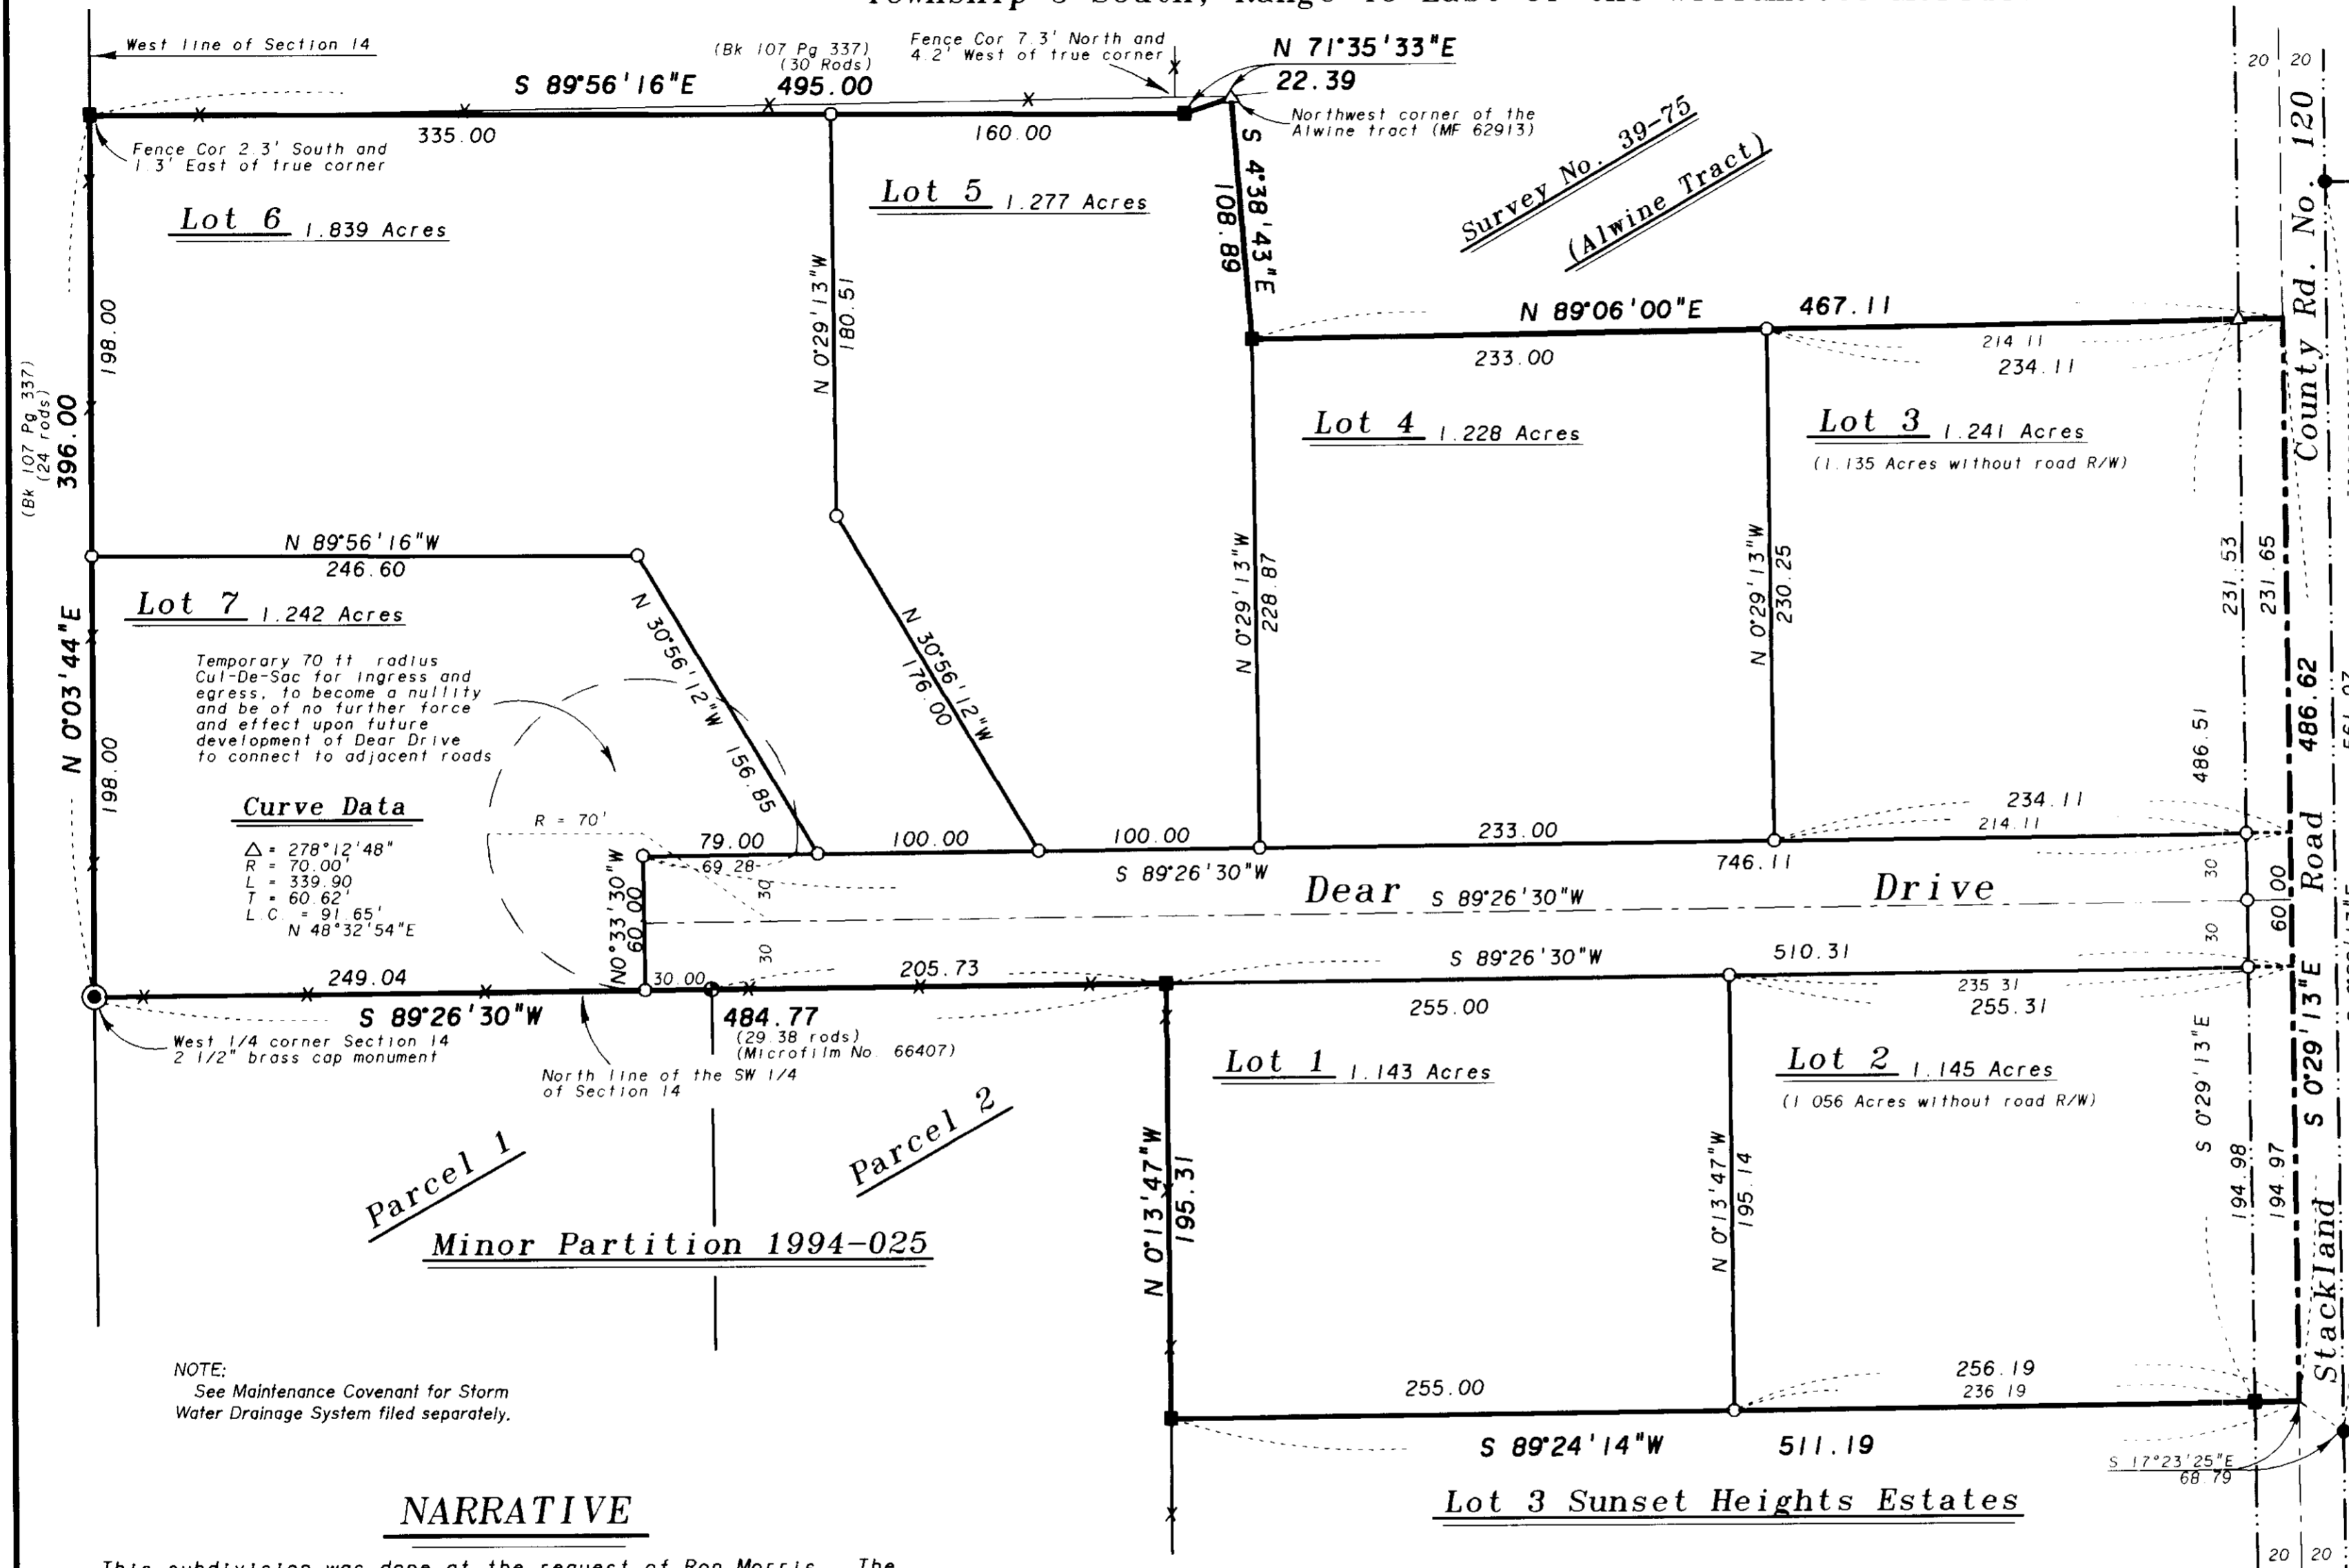 West line of Section 14
S 89°56'16"E
(Bk 107 Pg 337)
(30 Rods)
495.00
Fence Cor 7.3' North and
4.2' West of true corner
N 71°35'33"E
22.39
20
20
335.00
160.00
Northwest corner of the
Alwine tract (MF 62913)
Fence Cor 2.3' South and
1.3' East of true corner
S 4°38'43"E
108.89
Survey No. 39-75
(Alwine Tract)
County Rd. No. 120
Lot 6 1.839 Acres
Lot 5 1.277 Acres
N 0°29'13"W
180.51
198.00
(Bk 107 Pg 337)
(24 rods)
396.00
N 89°06'00"E
467.11
233.00
214.11
234.11
Lot 4 1.228 Acres
Lot 3 1.241 Acres
(1.135 Acres without road R/W)
N 89°56'16"W
246.60
Lot 7 1.242 Acres
N 0°03'44"E
198.00
N 30°56'12"W 156.85
N 30°56'12"W
176.00
N 0°29'13"W
228.87
N 0°29'13"W
230.25
231.53
231.65
486.51
486.62
Temporary 70 ft radius
Cul-De-Sac for ingress and
egress, to become a nullity
and be of no further force
and effect upon future
development of Dear Drive
to connect to adjacent roads
Curve Data
Δ = 278°12'48"
R = 70.00'
L = 339.90
T = 60.62'
L.C. = 91.65'
N 48°32'54"E
R = 70'
79.00
69.28
100.00
100.00
S 89°26'30"W
233.00
746.11
234.11
214.11
N0°33'30"W
60.00
30
30
Dear Drive
S 89°26'30"W
30
30
60.00
249.04
30.00
205.73
S 89°26'30"W
484.77
(29.38 rods)
(Microfilm No. 66407)
S 89°26'30"W
510.31
255.00
235.31
255.31
West 1/4 corner Section 14
2 1/2" brass cap monument
North line of the SW 1/4
of Section 14
Lot 1 1.143 Acres
Lot 2 1.145 Acres
(1.056 Acres without road R/W)
Parcel 1
Parcel 2
Minor Partition 1994-025
N 0°13'47"W
195.31
N 0°13'47"W
195.14
S 0°29'13"E
194.98
194.97
S 0°29'13"E
Stackland Road
NOTE:
See Maintenance Covenant for Storm
Water Drainage System filed separately.
255.00
256.19
236.19
S 89°24'14"W
511.19
S 17°23'25"E
68.79
Lot 3 Sunset Heights Estates
NARRATIVE
This subdivision was done at the request of Ron Morris. The
20
20